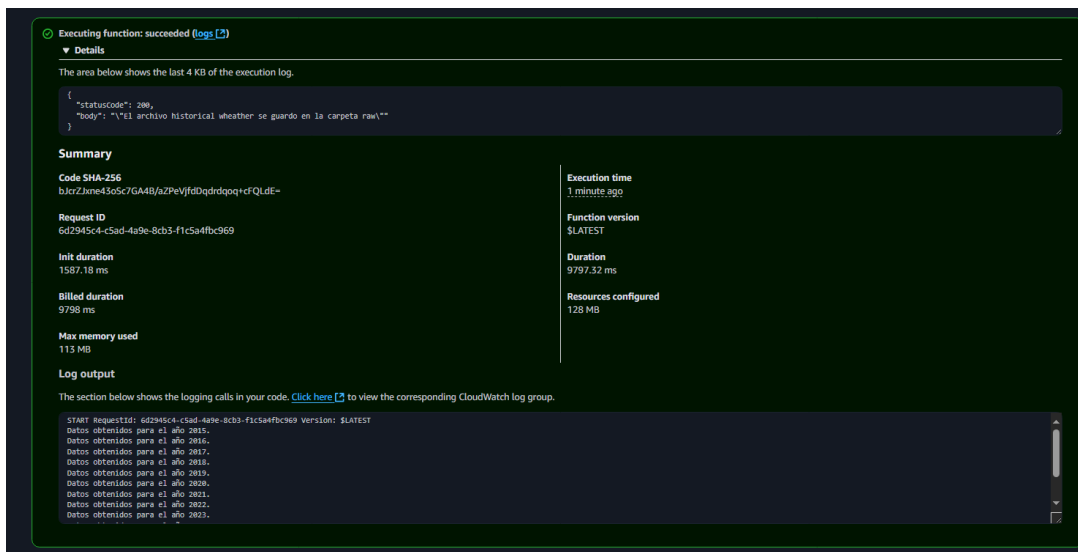 Executing function: succeeded (logs)
Details
The area below shows the last 4 KB of the execution log.
{
"statusCode": 200,
"body": "\"El archivo historical wheather se guardo en la carpeta raw\""
}
Summary
Code SHA-256
bJcrZJxne43oSc7GA4B/aZPeVjfdDqdrdqoq+cFQLdE=
Execution time
1 minute ago
Request ID
6d2945c4-c5ad-4a9e-8cb3-f1c5a4fbc969
Function version
$LATEST
Init duration
1587.18 ms
Duration
9797.32 ms
Billed duration
9798 ms
Resources configured
128 MB
Max memory used
113 MB
Log output
The section below shows the logging calls in your code. Click here to view the corresponding CloudWatch log group.
START RequestId: 6d2945c4-c5ad-4a9e-8cb3-f1c5a4fbc969 Version: $LATEST
Datos obtenidos para el año 2015.
Datos obtenidos para el año 2016.
Datos obtenidos para el año 2017.
Datos obtenidos para el año 2018.
Datos obtenidos para el año 2019.
Datos obtenidos para el año 2020.
Datos obtenidos para el año 2021.
Datos obtenidos para el año 2022.
Datos obtenidos para el año 2023.